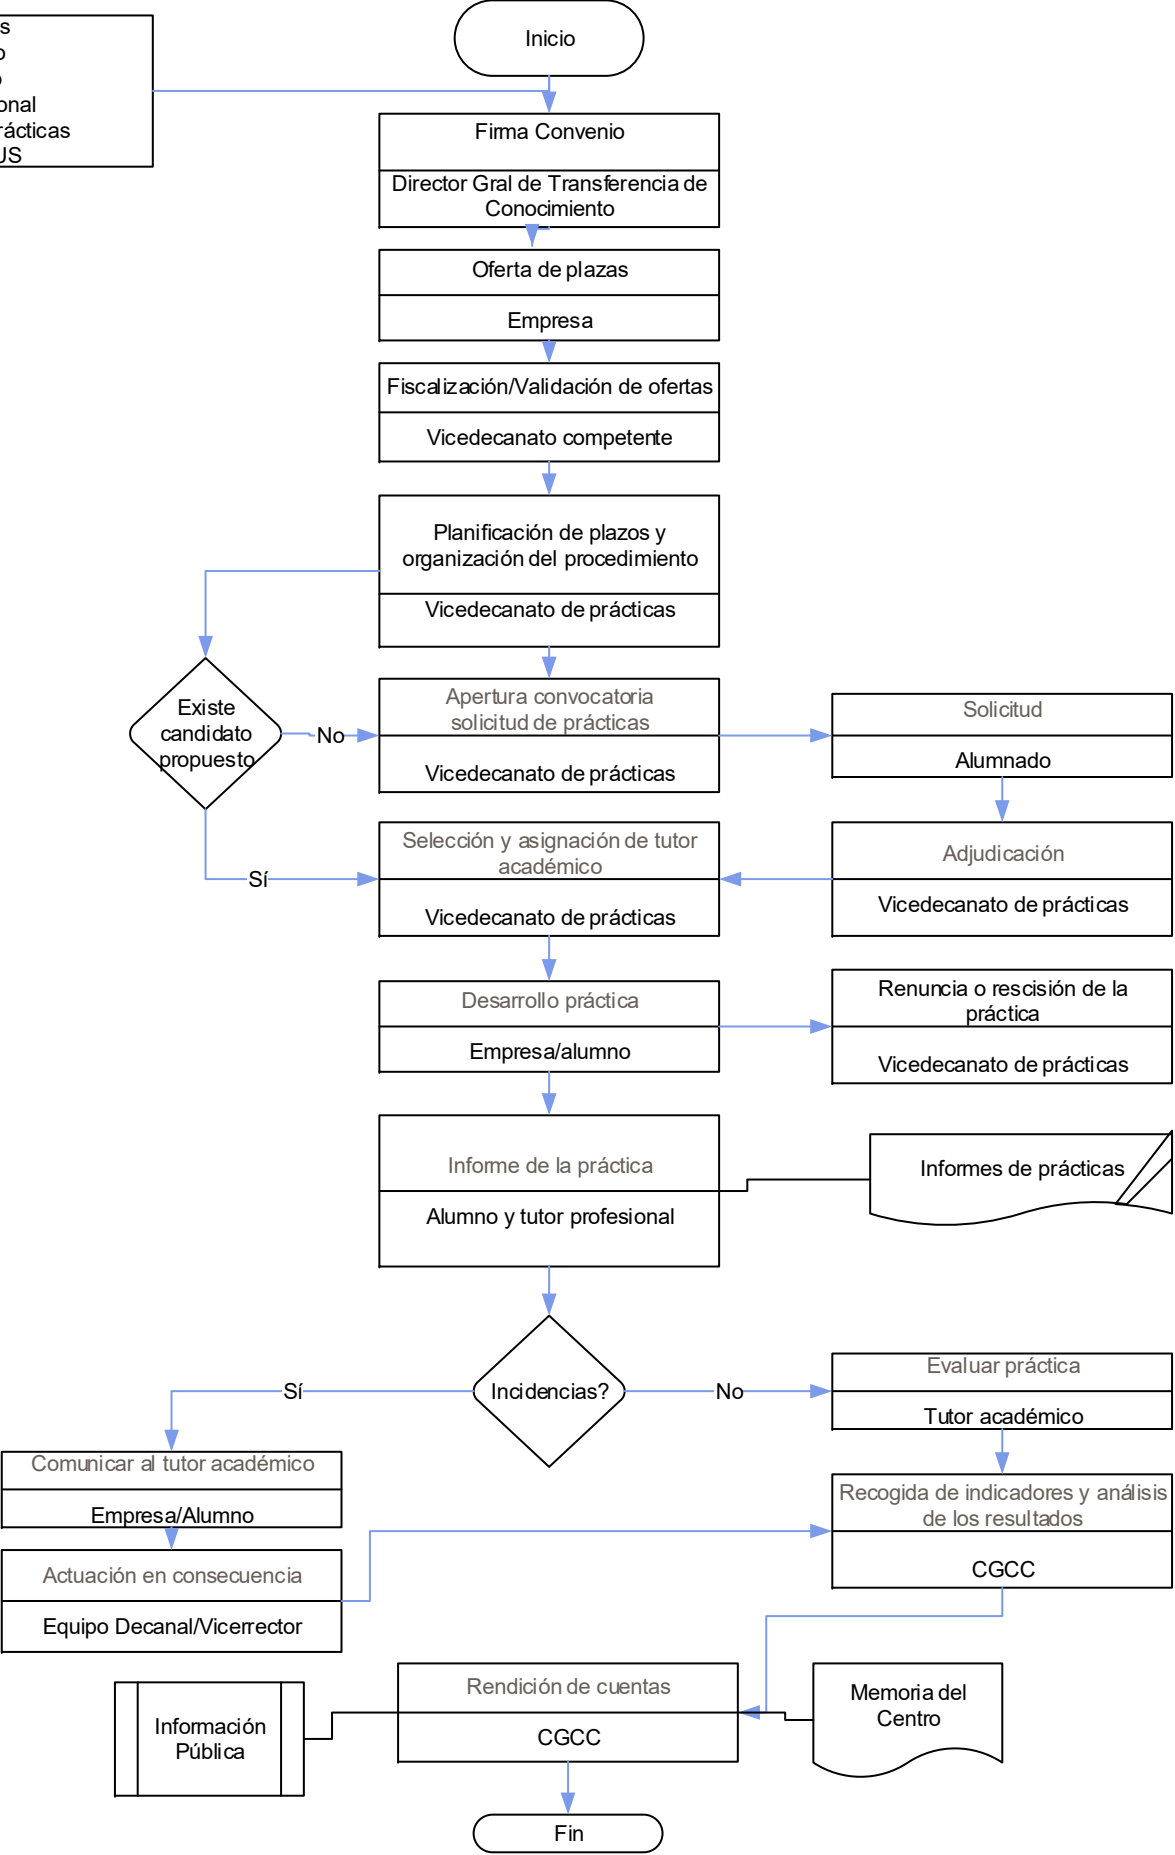 Inicio
s
o
o
onal
rácticas
US
Firma Convenio
Director Gral de Transferencia de
Conocimiento
Oferta de plazas
Empresa
Fiscalización/Validación de ofertas
Vicedecanato competente
Planificación de plazos y
organización del procedimiento
Vicedecanato de prácticas
Existe
candidato
propuesto
No
Apertura convocatoria
solicitud de prácticas
Vicedecanato de prácticas
Solicitud
Alumnado
Sí
Selección y asignación de tutor
académico
Vicedecanato de prácticas
Adjudicación
Vicedecanato de prácticas
Desarrollo práctica
Empresa/alumno
Renuncia o rescisión de la
práctica
Vicedecanato de prácticas
Informe de la práctica
Alumno y tutor profesional
Informes de prácticas
Sí
Incidencias?
No
Evaluar práctica
Tutor académico
Comunicar al tutor académico
Empresa/Alumno
Recogida de indicadores y análisis
de los resultados
CGCC
Actuación en consecuencia
Equipo Decanal/Vicerrector
Información
Pública
Rendición de cuentas
CGCC
Memoria del
Centro
Fin